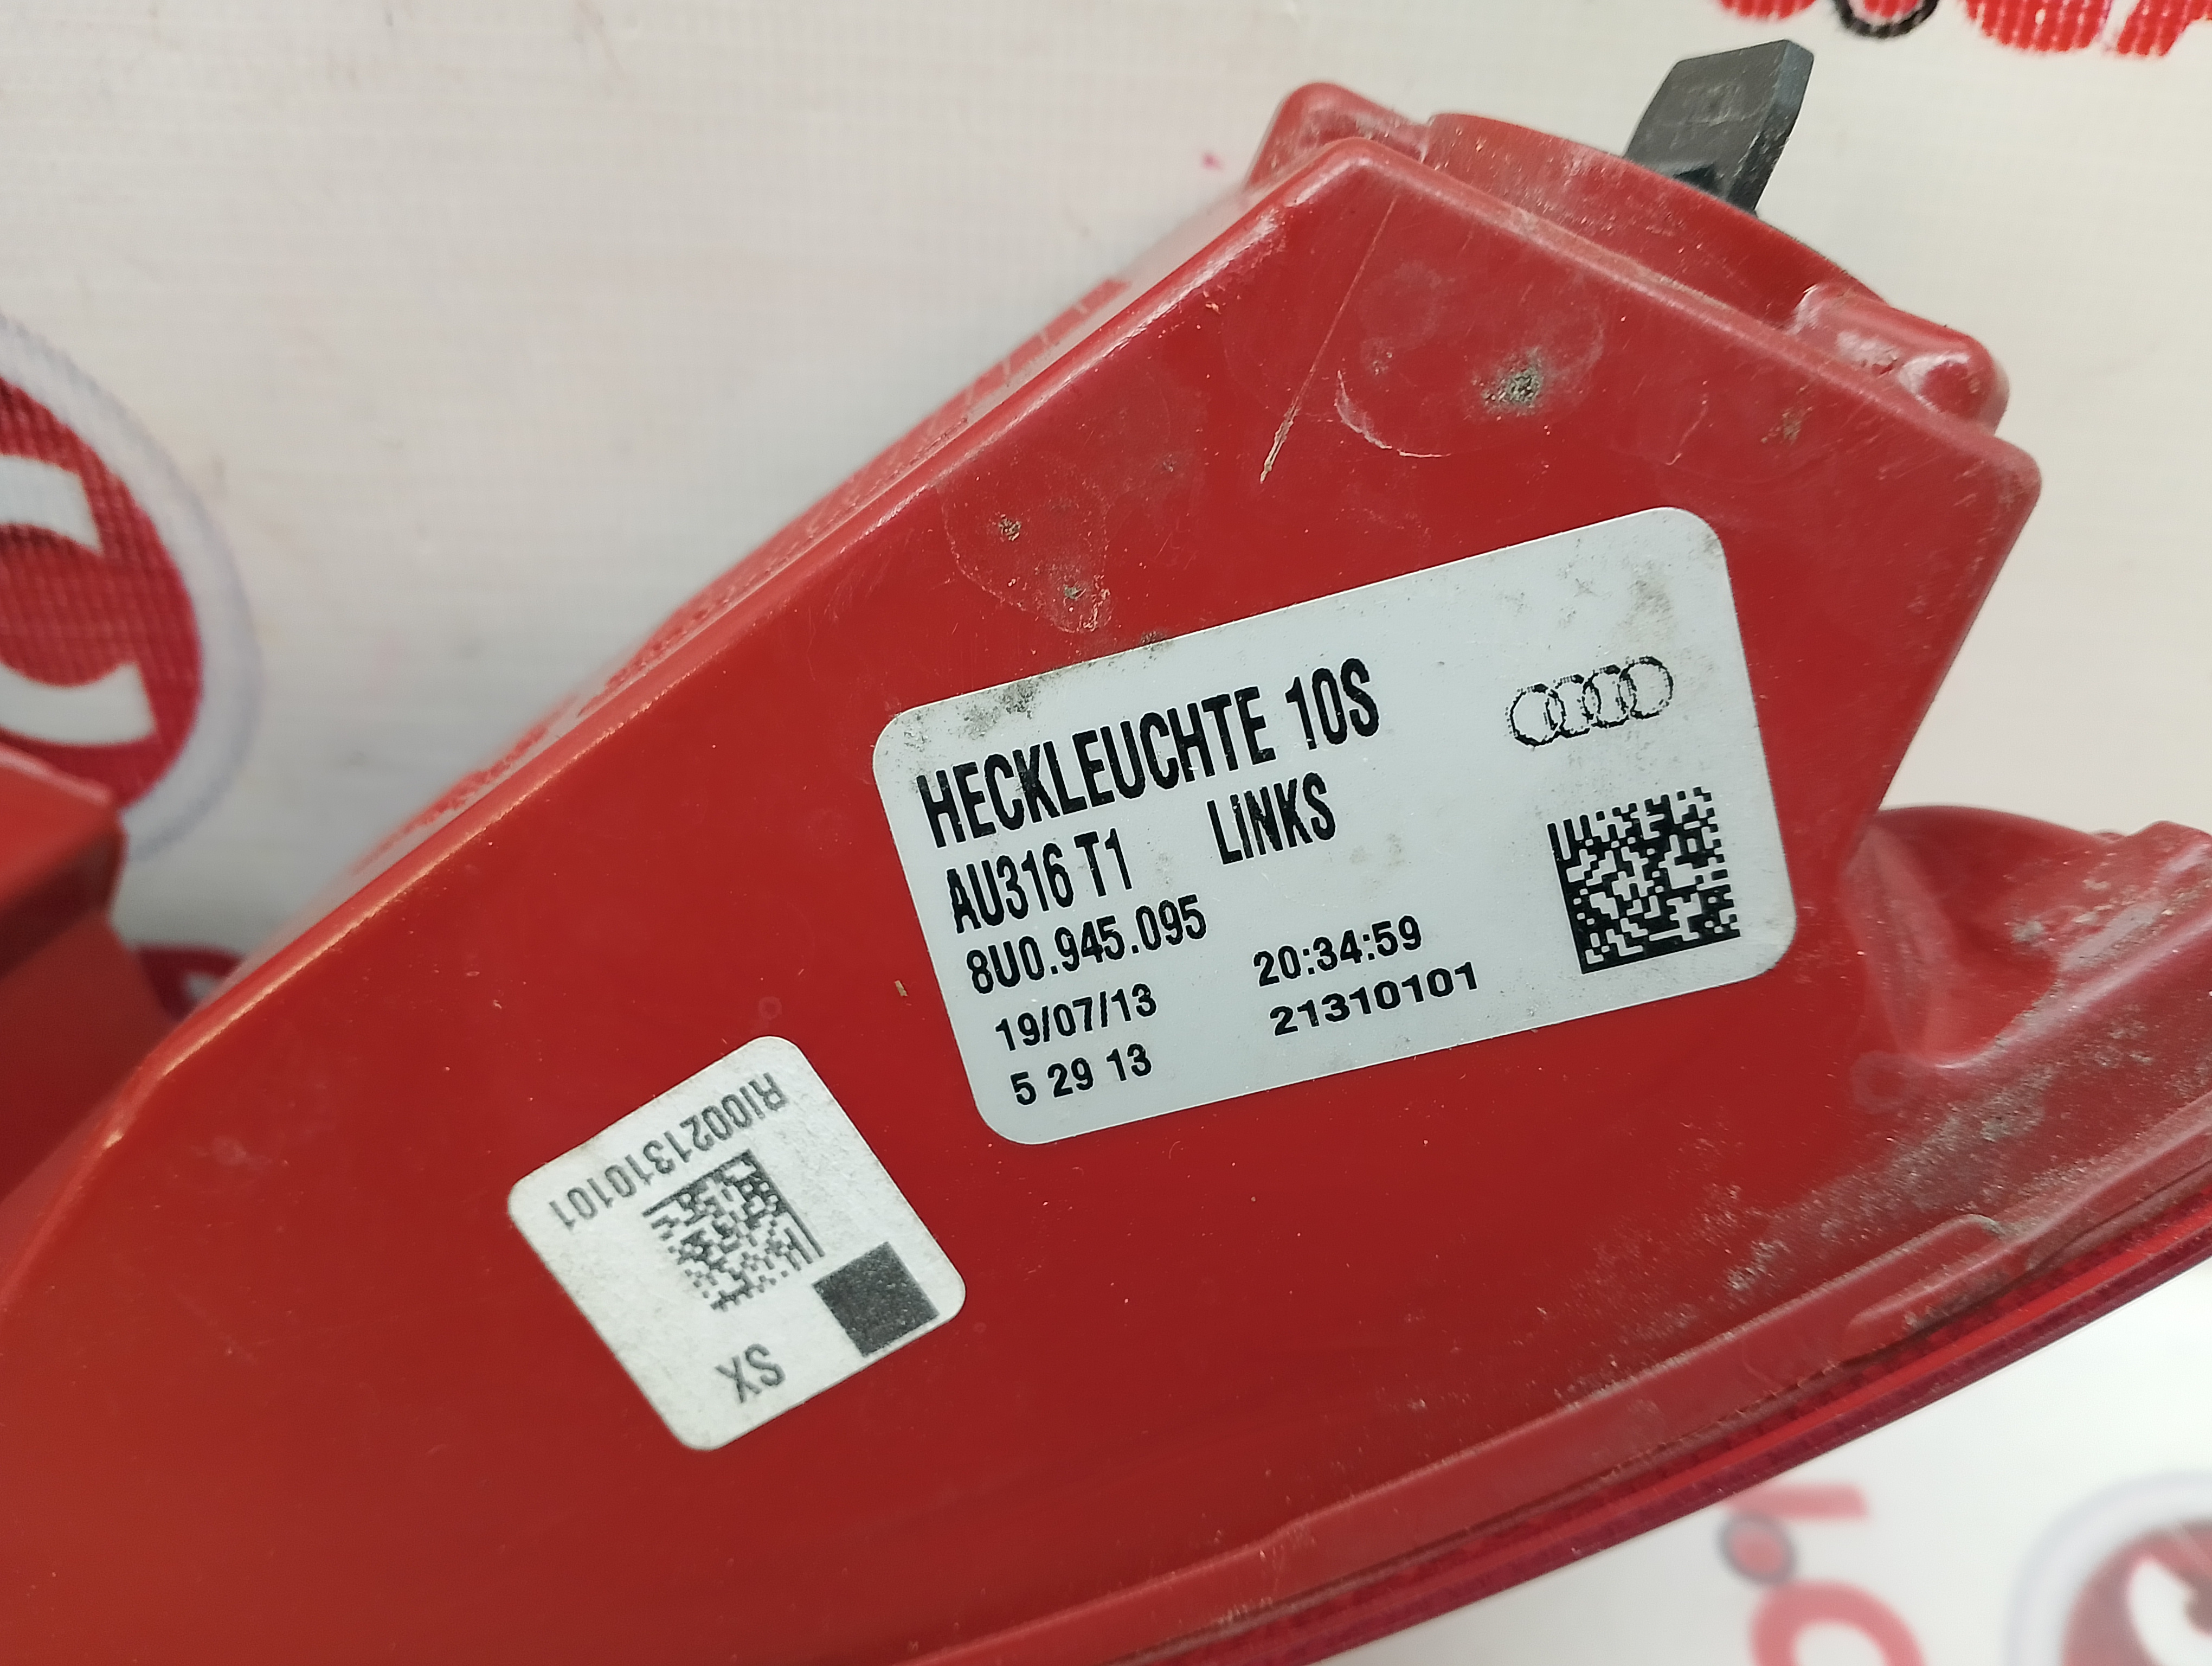 HECKLEUCHTE 10S
AU316 T1 LINKS
8U0.945.095
19/07/13 20:34:59
5 29 13 21310101
RI0021310101
SX